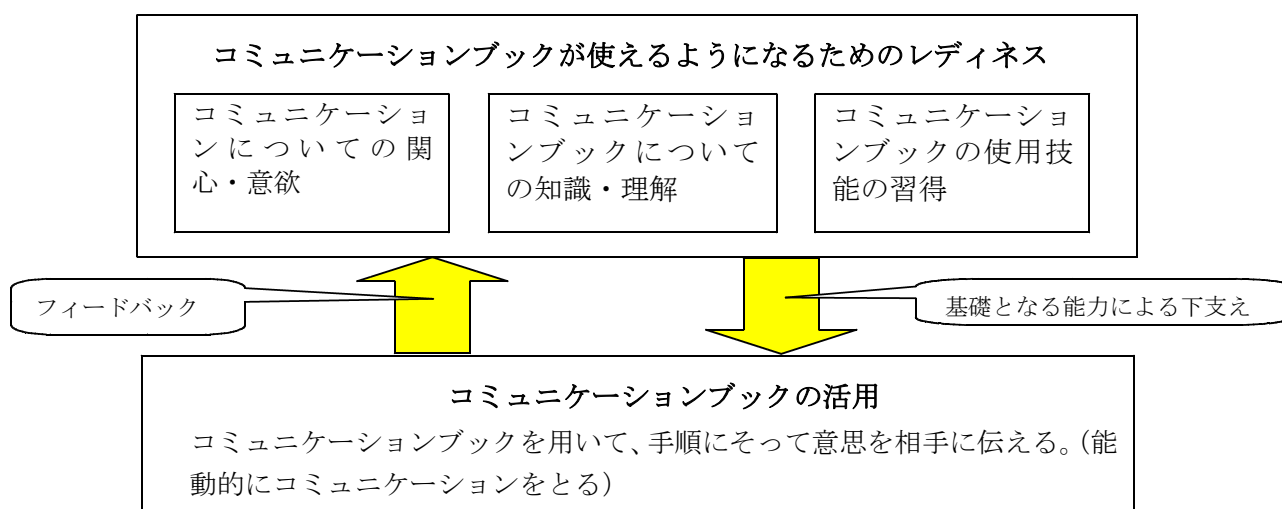 コミュニケーションブックが使えるようになるためのレディネス
コミュニケーショ
ンについての関
心・意欲
コミュニケーショ
ンブックについて
の知識・理解
コミュニケーショ
ンブックの使用技
能の習得
フィードバック
基礎となる能力による下支え
コミュニケーションブックの活用
コミュニケーションブックを用いて、手順にそって意思を相手に伝える。（能
動的にコミュニケーションをとる）